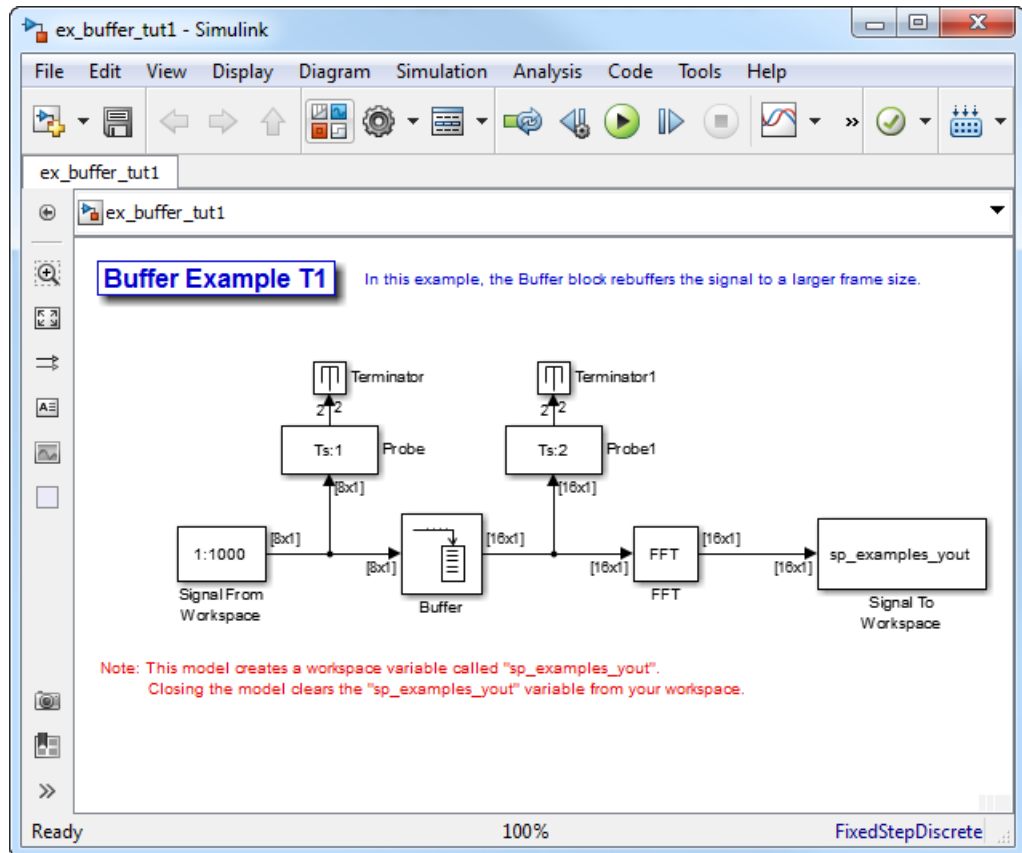 ex_buffer_tut1 - Simulink
File Edit View Display Diagram Simulation Analysis Code Tools Help
»
ex_buffer_tut1
ex_buffer_tut1
Buffer Example T1
In this example, the Buffer block rebuffers the signal to a larger frame size.
Terminator
Terminator1
2 2
2 2
Ts:1
Probe
Ts:2
Probe1
[8x1]
[16x1]
1:1000
[8x1]
[8x1]
[16x1]
[16x1]
FFT
[16x1]
[16x1]
sp_examples_yout
Signal From
Workspace
Buffer
FFT
Signal To
Workspace
Note: This model creates a workspace variable called "sp_examples_yout".
Closing the model clears the "sp_examples_yout" variable from your workspace.
»
Ready 100% FixedStepDiscrete